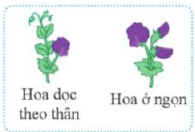 Hoa dọc
theo thân
Hoa ở ngọn